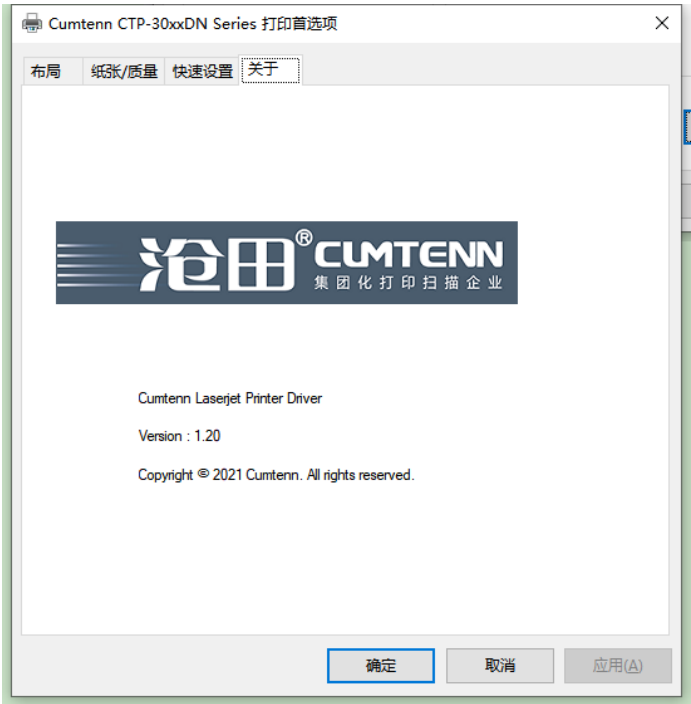 Cumtenn CTP-30xxDN Series 打印首选项
布局 纸张/质量 快速设置 关于
沧田® CUMTENN
集团化打印扫描企业
Cumtenn Laserjet Printer Driver
Version : 1.20
Copyright © 2021 Cumtenn. All rights reserved.
确定 取消 应用(A)